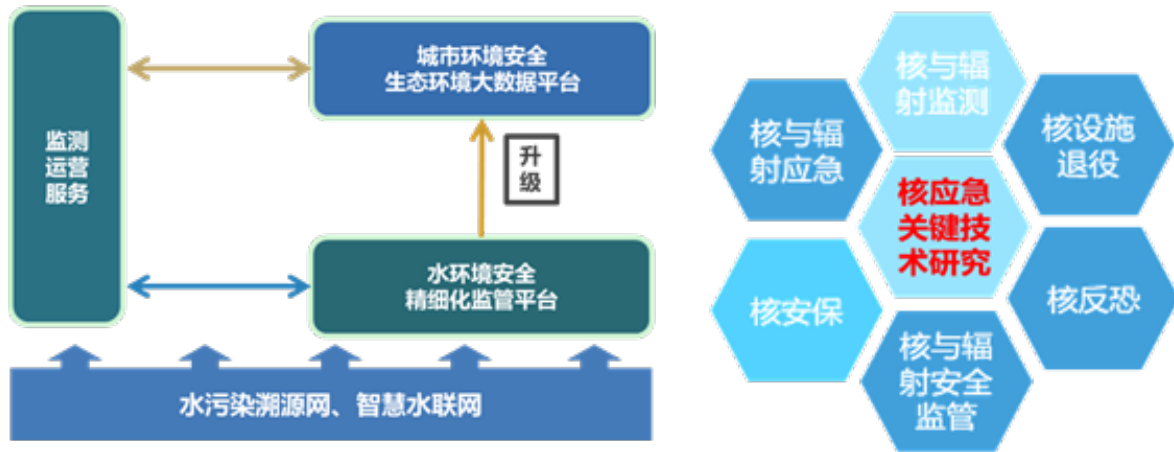 监测
运营
服务
城市环境安全
生态环境大数据平台
升
级
水环境安全
精细化监管平台
水污染溯源网、智慧水联网
核与辐
射监测
核与辐
射应急
核设施
退役
核应急
关键技
术研究
核安保
核反恐
核与辐
射安全
监管